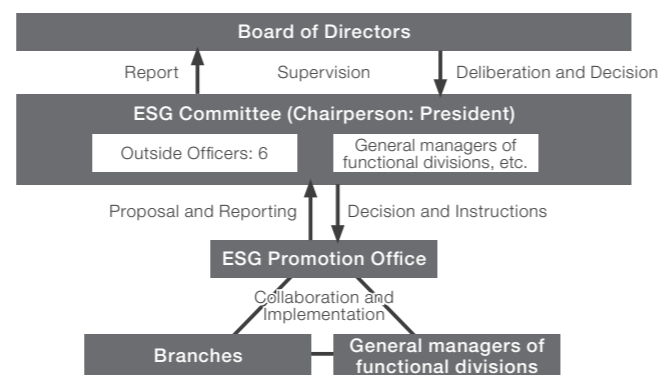 Board of Directors
Report
Supervision
Deliberation and Decision
ESG Committee (Chairperson: President)
Outside Officers: 6
General managers of
functional divisions, etc.
Proposal and Reporting
Decision and Instructions
ESG Promotion Office
Collaboration and
Implementation
Branches
General managers of
functional divisions